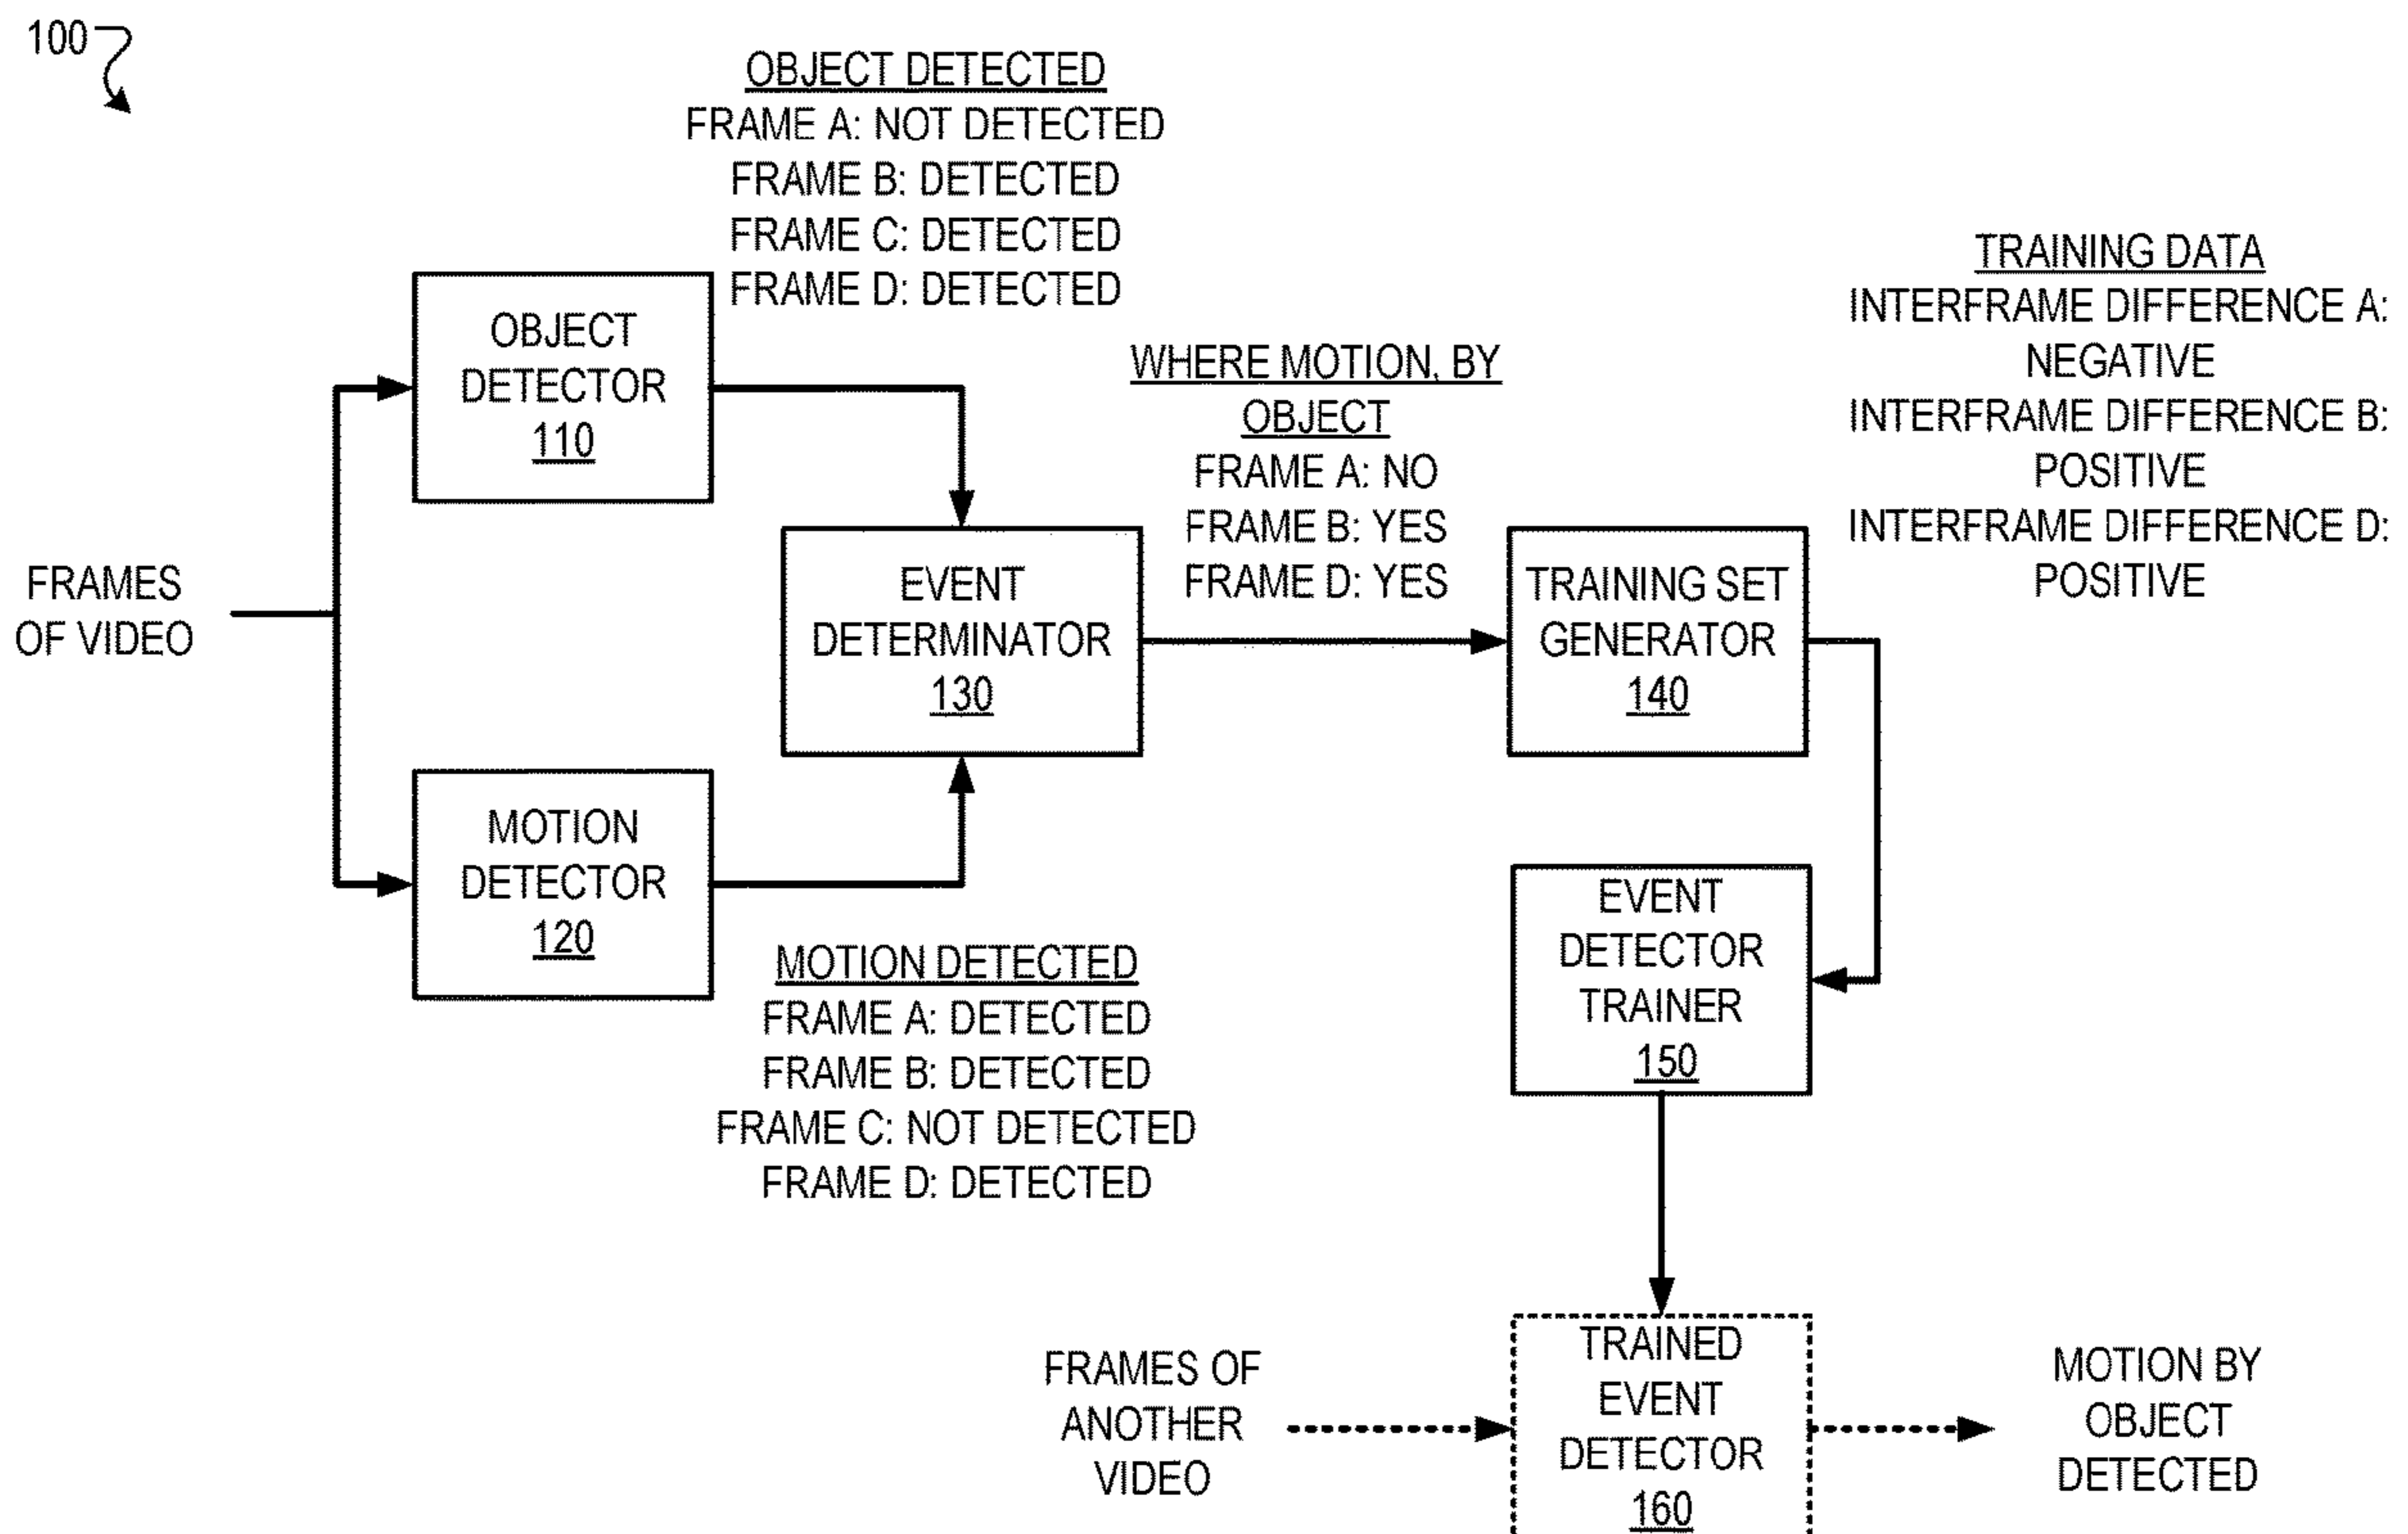 100
OBJECT DETECTED
FRAME A: NOT DETECTED
FRAME B: DETECTED
FRAME C: DETECTED
FRAME D: DETECTED
OBJECT
DETECTOR
110
TRAINING DATA
INTERFRAME DIFFERENCE A:
NEGATIVE
INTERFRAME DIFFERENCE B:
POSITIVE
INTERFRAME DIFFERENCE D:
POSITIVE
WHERE MOTION, BY
OBJECT
FRAME A: NO
FRAME B: YES
FRAME D: YES
FRAMES
OF VIDEO
EVENT
DETERMINATOR
130
TRAINING SET
GENERATOR
140
MOTION
DETECTOR
120
MOTION DETECTED
FRAME A: DETECTED
FRAME B: DETECTED
FRAME C: NOT DETECTED
FRAME D: DETECTED
EVENT
DETECTOR
TRAINER
150
FRAMES OF
ANOTHER
VIDEO
TRAINED
EVENT
DETECTOR
160
MOTION BY
OBJECT
DETECTED